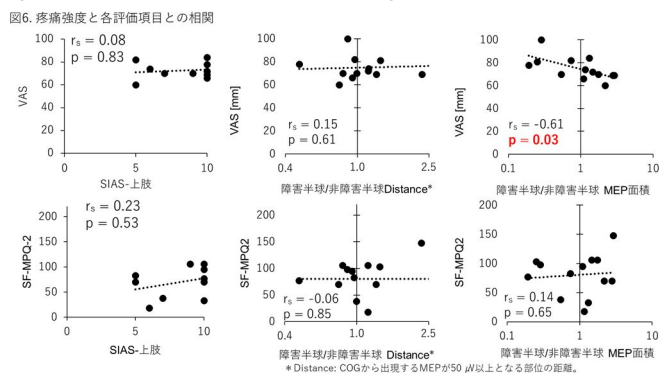 図6. 疼痛強度と各評価項目との相関
100
80
60
40
20
0
VAS
rs = 0.08
p = 0.83
0
5
10
SIAS-上肢
100
80
60
40
20
0
VAS [mm]
rs = 0.15
p = 0.61
0.4
1.0
2.5
障害半球/非障害半球Distance*
100
80
60
40
20
0
VAS [mm]
rs = -0.61
p = 0.03
0.1
1
10
障害半球/非障害半球 MEP面積
200
150
100
50
0
SF-MPQ-2
rs = 0.23
p = 0.53
0
5
10
SIAS-上肢
200
150
100
50
0
SF-MPQ2
rs = -0.06
p = 0.85
0.4
1.0
2.5
障害半球/非障害半球 Distance*
200
150
100
50
0
SF-MPQ2
rs = 0.14
p = 0.65
0.1
1
10
障害半球/非障害半球 MEP面積
*Distance: COGから出現するMEPが50 μV以上となる部位の距離。